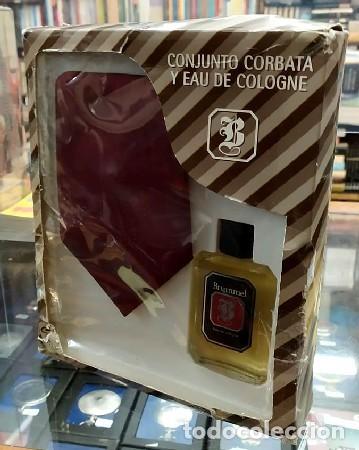 CONJUNTO CORBATA
Y EAU DE COLOGNE
B
Brummel
todocoleccion